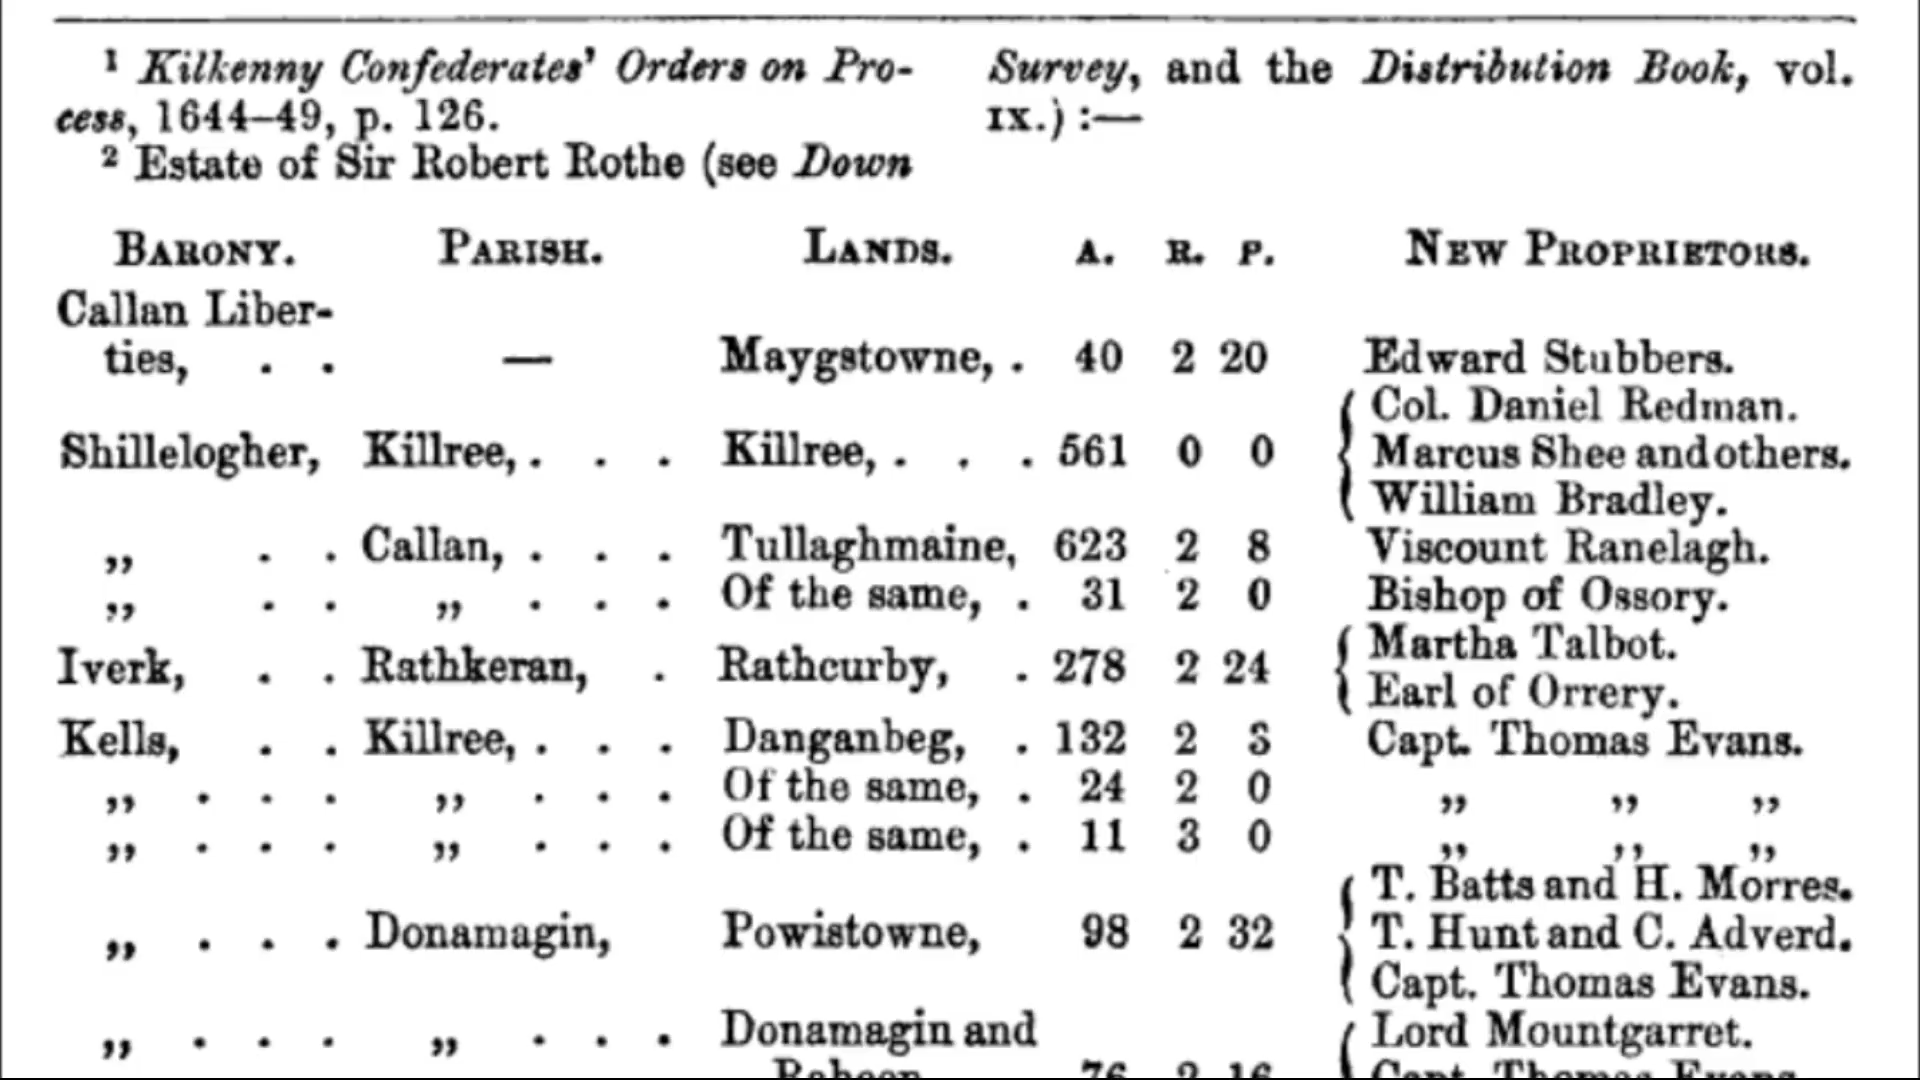 ¹ Kilkenny Confederates' Orders on Pro-
cess, 1644–49, p. 126.
² Estate of Sir Robert Rothe (see Down
Survey, and the Distribution Book, vol.
IX.) :—
BARONY. PARISH. LANDS. A. R. P. NEW PROPRIETORS.
Callan Liber-
ties, . . — Maygstowne, . 40 2 20 Edward Stubbers.
Col. Daniel Redman.
Shillelogher, Killree, . . . Killree, . . . 561 0 0 Marcus Shee and others.
William Bradley.
„ . . Callan, . . . Tullaghmaine, 623 2 8 Viscount Ranelagh.
„ . . „ . . . Of the same, . 31 2 0 Bishop of Ossory.
Martha Talbot.
Iverk, . . Rathkeran, . Rathcurby, . 278 2 24
Earl of Orrery.
Kells, . . Killree, . . . Danganbeg, . 132 2 Capt. Thomas Evans.
„ . . . „ . . . Of the same, . 24 2 0 „ „ „
„ . . . „ . . . Of the same, . 11 3 0 „ „ „
T. Batts and H. Morres.
„ . . . Donamagin, Powistowne, 98 2 32 T. Hunt and C. Adverd.
Capt. Thomas Evans.
„ . . . „ . . . Donamagin and Lord Mountgarret.
76 2 16 Capt. Thomas Evans